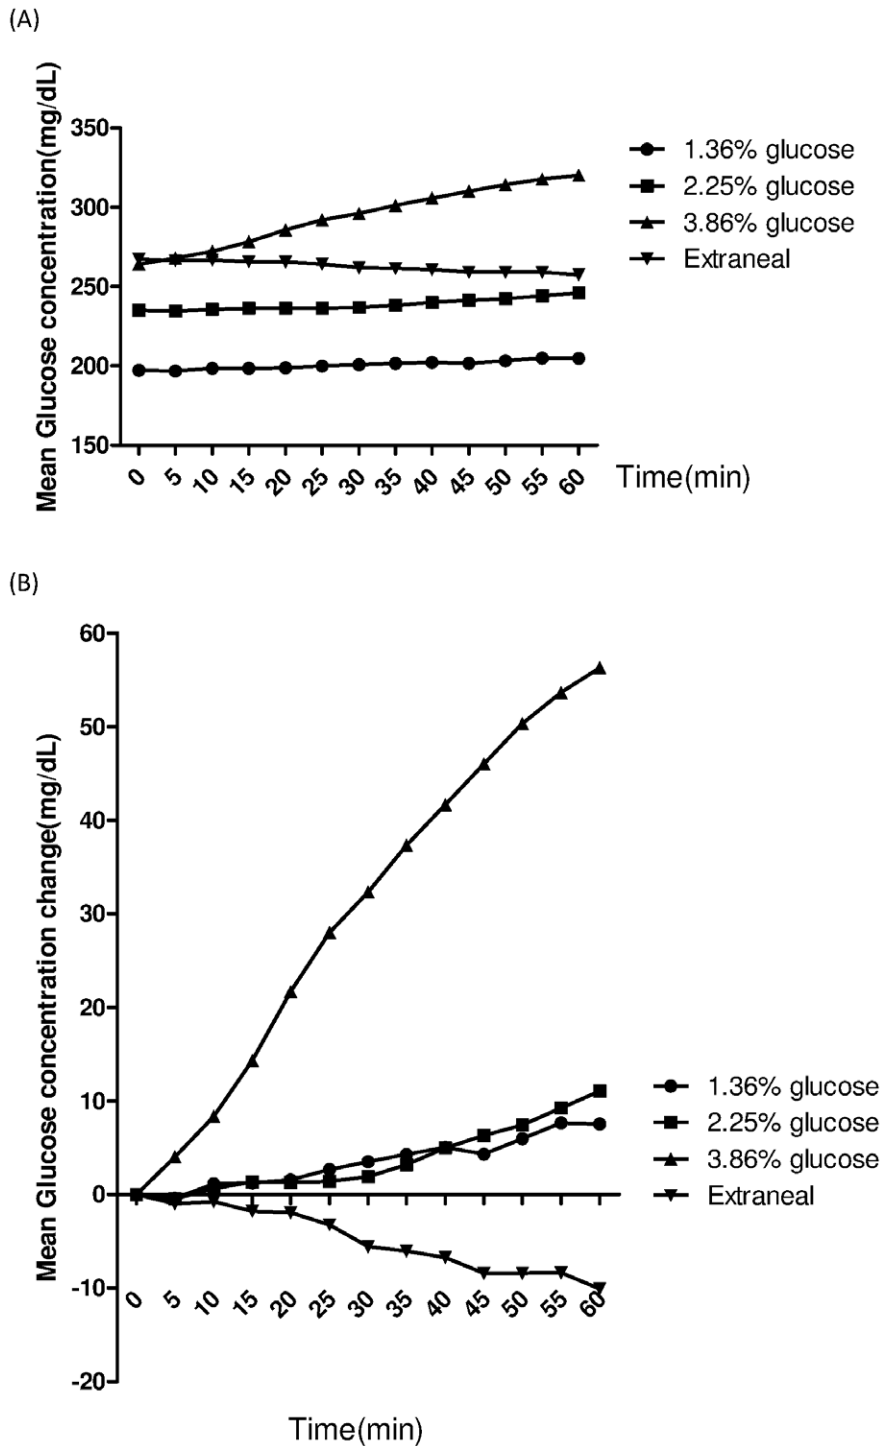 (A)
Mean Glucose concentration(mg/dL)
350
300
250
200
150
0 5 10 15 20 25 30 35 40 45 50 55 60
Time(min)
1.36% glucose
2.25% glucose
3.86% glucose
Extraneal
(B)
Mean Glucose concentration change(mg/dL)
60
50
40
30
20
10
0
-10
-20
0 5 10 15 20 25 30 35 40 45 50 55 60
Time(min)
1.36% glucose
2.25% glucose
3.86% glucose
Extraneal